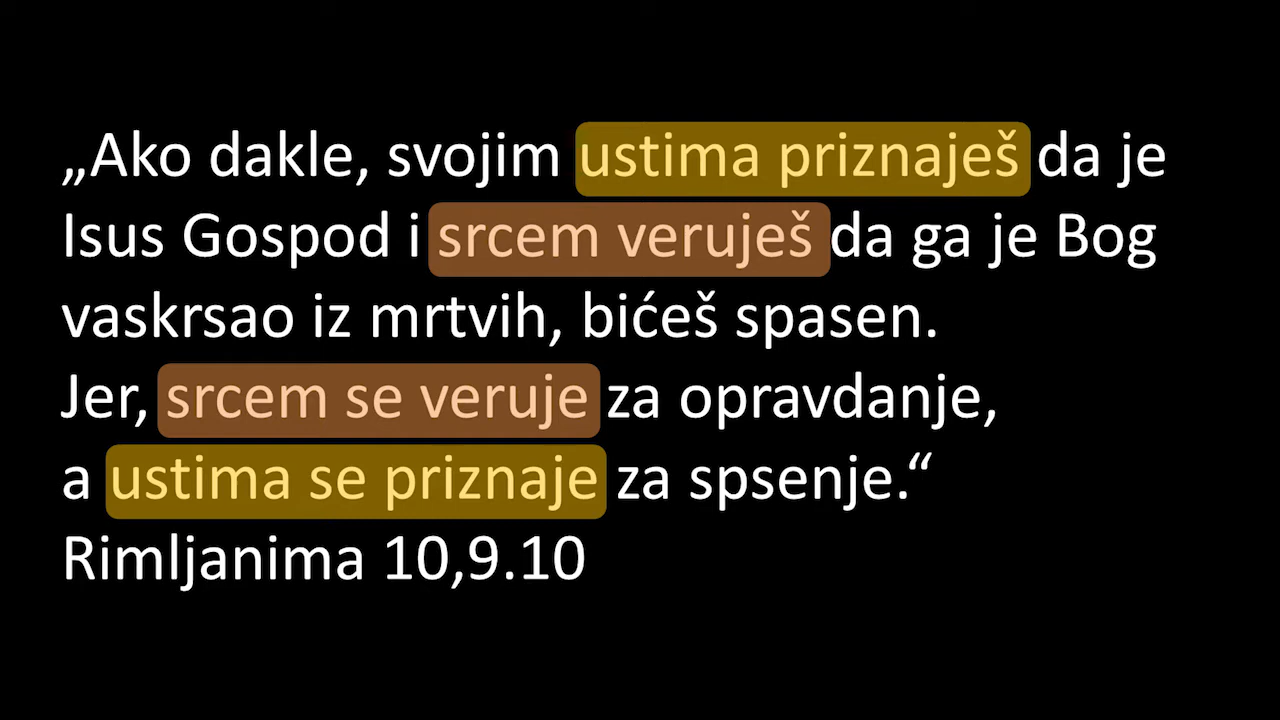 „Ako dakle, svojim ustima priznaješ da je
Isus Gospod i srcem veruješ da ga je Bog
vaskrsao iz mrtvih, bićeš spasen.
Jer, srcem se veruje za opravdanje,
a ustima se priznaje za spsenje.“
Rimljanima 10,9.10